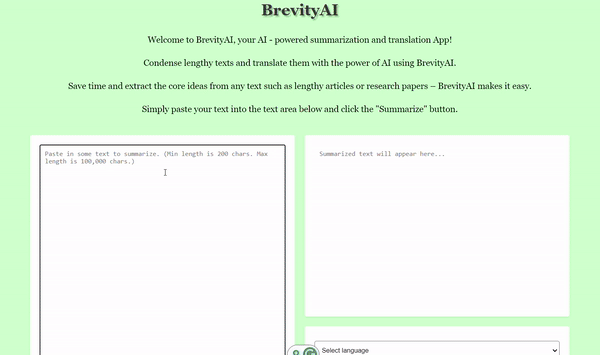 BrevityAI
Welcome to BrevityAI, your AI - powered summarization and translation App!
Condense lengthy texts and translate them with the power of AI using BrevityAI.
Save time and extract the core ideas from any text such as lengthy articles or research papers – BrevityAI makes it easy.
Simply paste your text into the text area below and click the "Summarize" button.
Paste in some text to summarize. (Min length is 200 chars. Max
length is 100,000 chars.)
Summarized text will appear here...
Select language